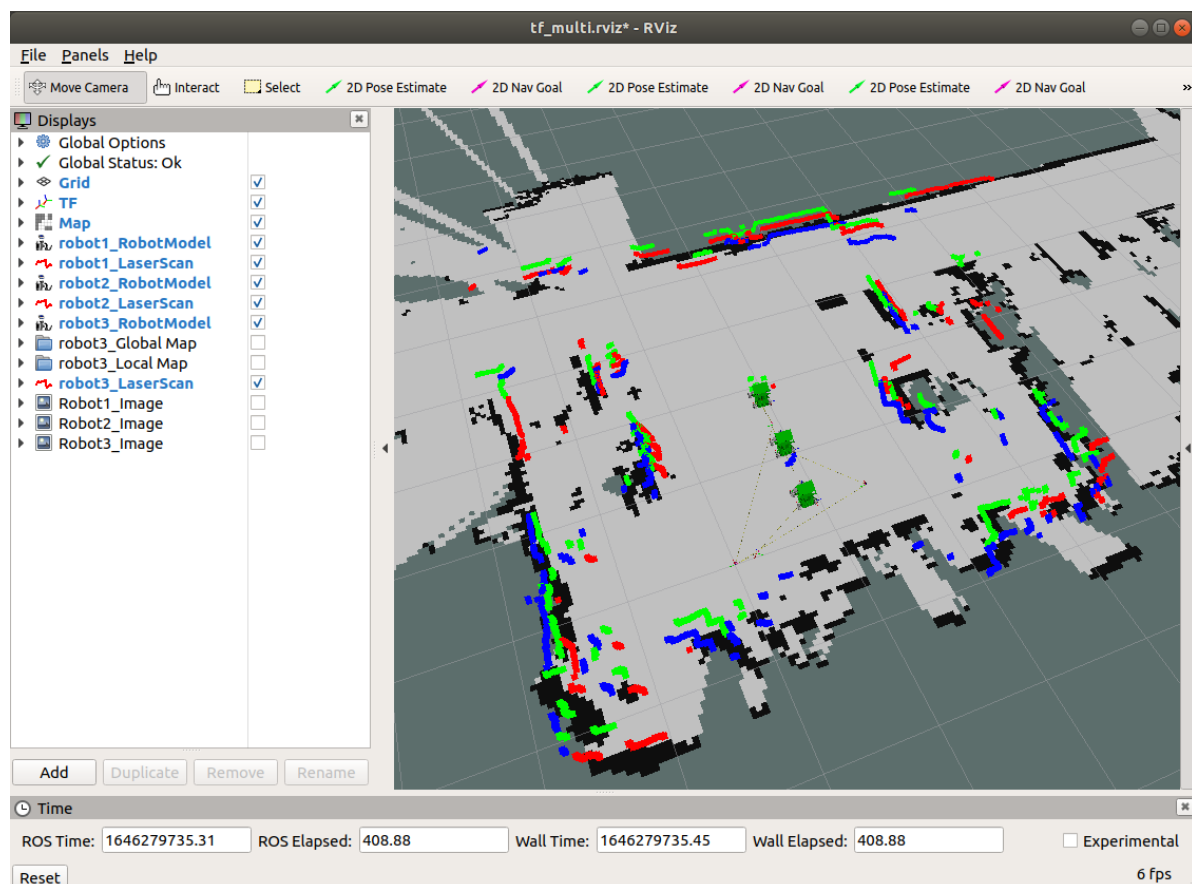 tf_multi.rviz* - RViz
File Panels Help
Move Camera Interact Select 2D Pose Estimate 2D Nav Goal 2D Pose Estimate 2D Nav Goal 2D Pose Estimate 2D Nav Goal »
Displays
Global Options
Global Status: Ok
Grid
TF
Map
robot1_RobotModel
robot1_LaserScan
robot2_RobotModel
robot2_LaserScan
robot3_RobotModel
robot3_Global Map
robot3_Local Map
robot3_LaserScan
Robot1_Image
Robot2_Image
Robot3_Image
Add Duplicate Remove Rename
Time
ROS Time: 1646279735.31 ROS Elapsed: 408.88 Wall Time: 1646279735.45 Wall Elapsed: 408.88 Experimental
Reset 6 fps